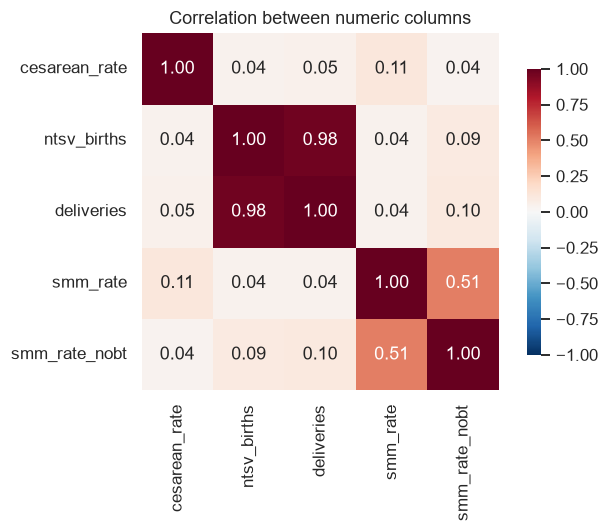 Correlation between numeric columns
cesarean_rate 1.00 0.04 0.05 0.11 0.04
ntsv_births 0.04 1.00 0.98 0.04 0.09
deliveries 0.05 0.98 1.00 0.04 0.10
smm_rate 0.11 0.04 0.04 1.00 0.51
smm_rate_nobt 0.04 0.09 0.10 0.51 1.00
cesarean_rate
ntsv_births
deliveries
smm_rate
smm_rate_nobt
1.00
0.75
0.50
0.25
0.00
−0.25
−0.50
−0.75
−1.00